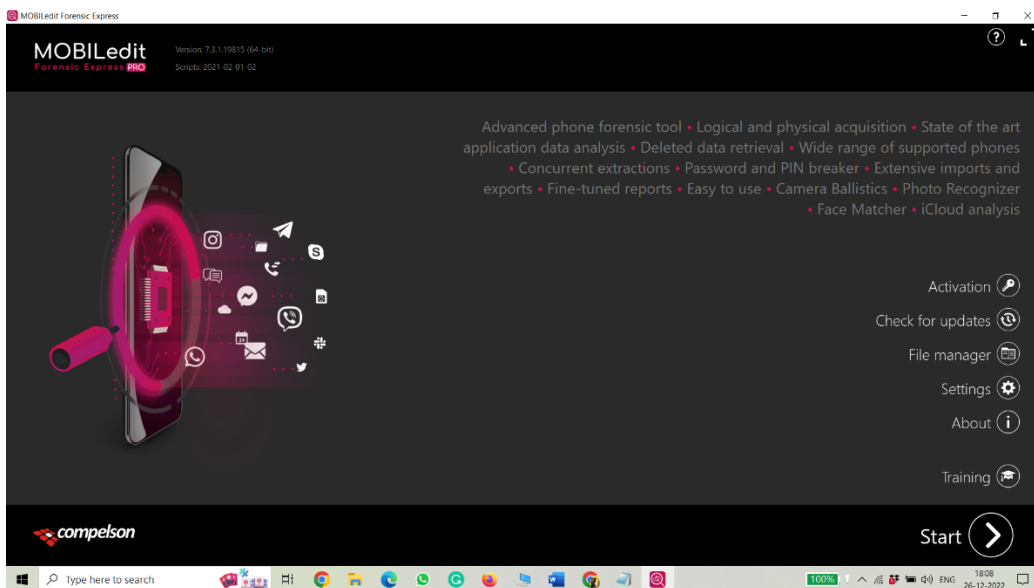 MOBILedit Forensic Express
MOBILedit
Forensic Express PRO
Version: 7.3.1.19815 (64-bit)
Scripts: 2021-02-01-02
Advanced phone forensic tool • Logical and physical acquisition • State of the art
application data analysis • Deleted data retrieval • Wide range of supported phones
• Concurrent extractions • Password and PIN breaker • Extensive imports and
exports • Fine-tuned reports • Easy to use • Camera Ballistics • Photo Recognizer
• Face Matcher • iCloud analysis
Activation
Check for updates
File manager
Settings
About
Training
compelson
Start
Type here to search
100%
ENG
18:08
26-12-2022